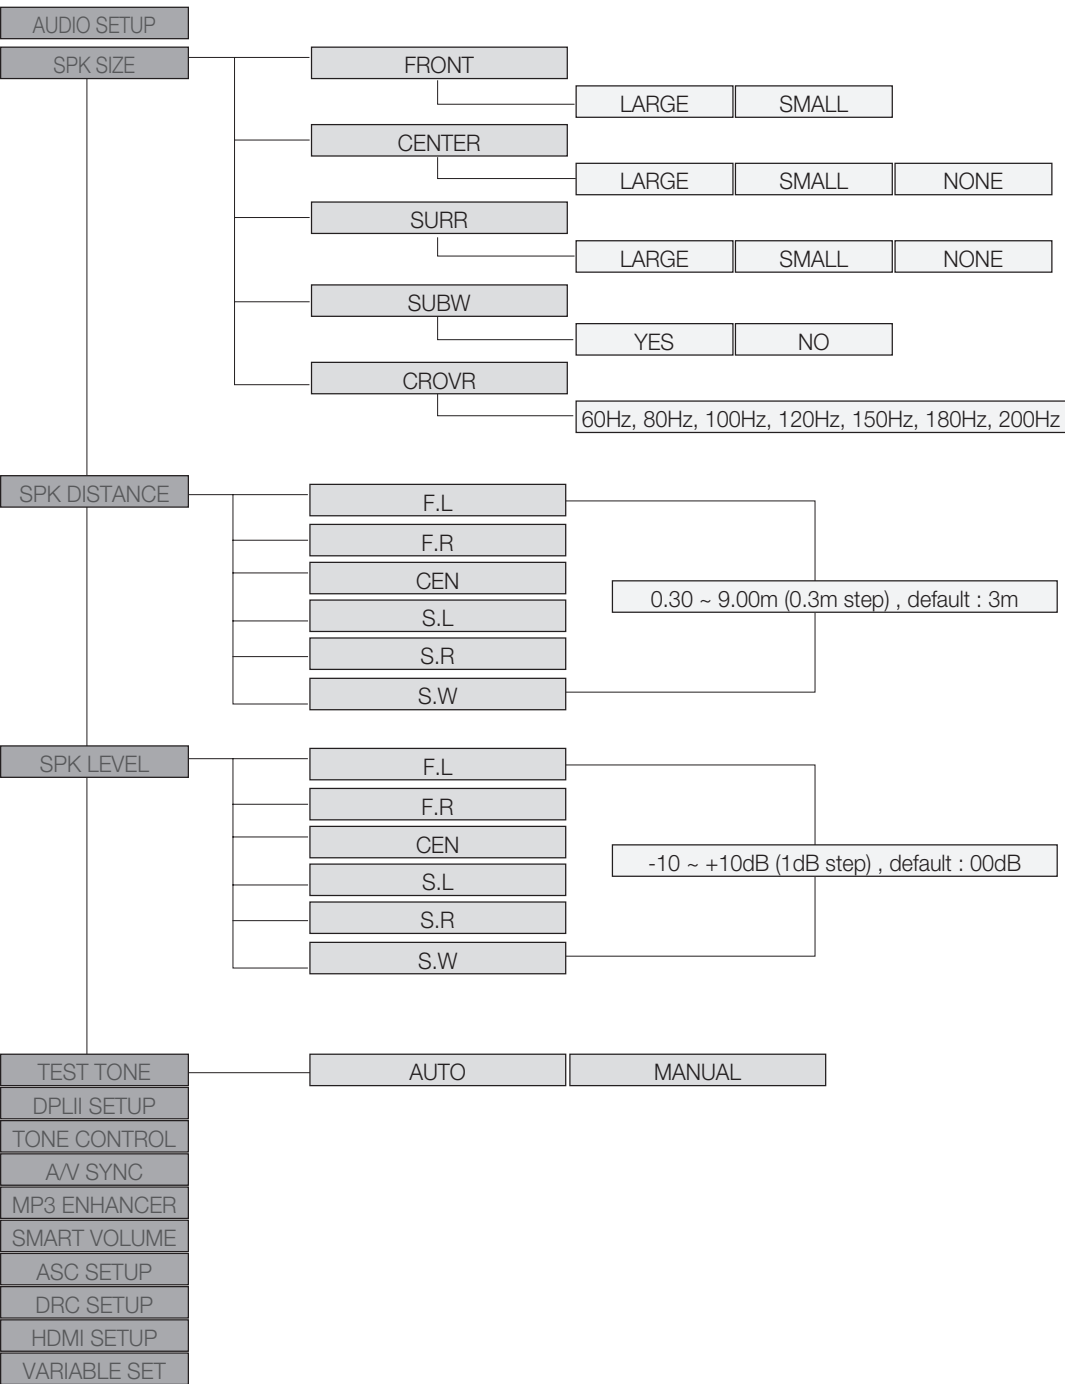 AUDIO SETUP
SPK SIZE
FRONT
LARGE SMALL
CENTER
LARGE SMALL NONE
SURR
LARGE SMALL NONE
SUBW
YES NO
CROVR
60Hz, 80Hz, 100Hz, 120Hz, 150Hz, 180Hz, 200Hz
SPK DISTANCE
F.L
F.R
CEN
S.L
S.R
S.W
0.30 ~ 9.00m (0.3m step) , default : 3m
SPK LEVEL
F.L
F.R
CEN
S.L
S.R
S.W
-10 ~ +10dB (1dB step) , default : 00dB
TEST TONE
AUTO MANUAL
DPLII SETUP
TONE CONTROL
A/V SYNC
MP3 ENHANCER
SMART VOLUME
ASC SETUP
DRC SETUP
HDMI SETUP
VARIABLE SET